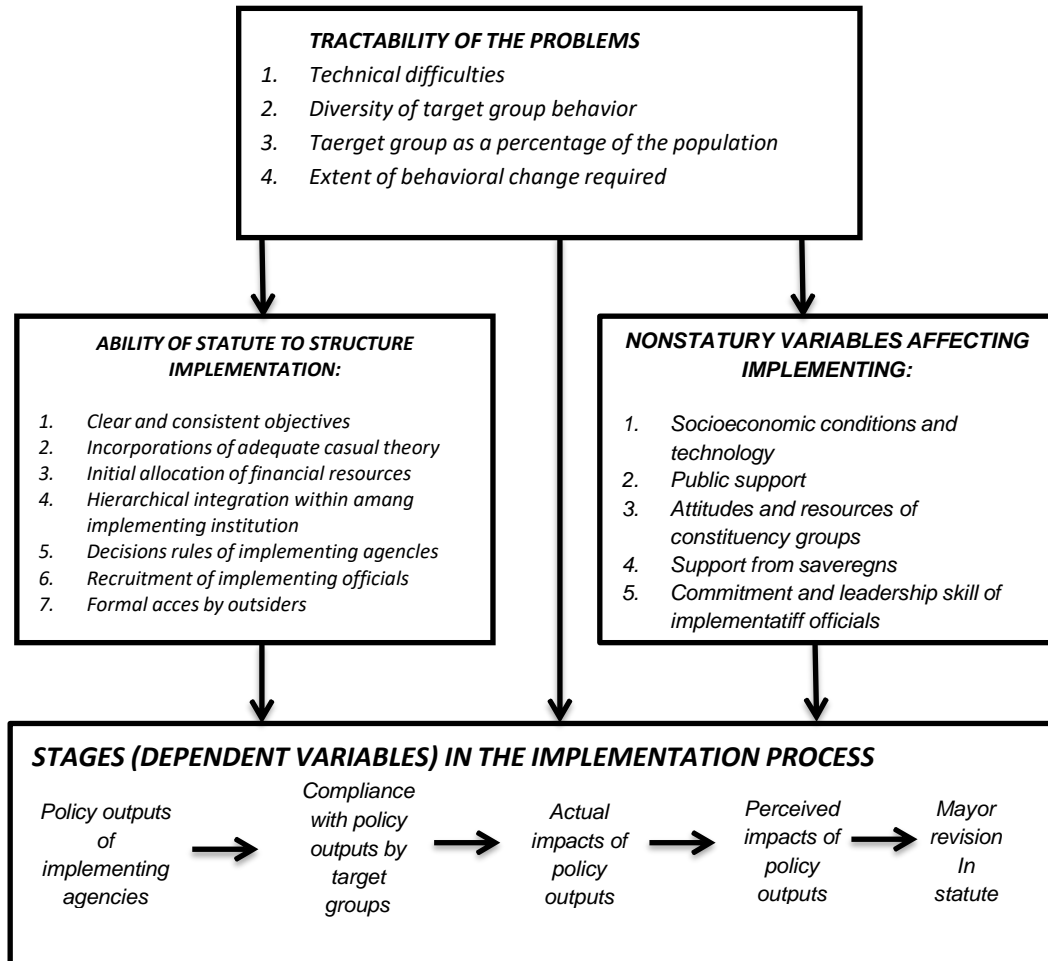 TRACTABILITY OF THE PROBLEMS
1. Technical difficulties
2. Diversity of target group behavior
3. Taerget group as a percentage of the population
4. Extent of behavioral change required
ABILITY OF STATUTE TO STRUCTURE
IMPLEMENTATION:
1. Clear and consistent objectives
2. Incorporations of adequate casual theory
3. Initial allocation of financial resources
4. Hierarchical integration within amang
implementing institution
5. Decisions rules of implementing agencles
6. Recruitment of implementing officials
7. Formal acces by outsiders
NONSTATURY VARIABLES AFFECTING
IMPLEMENTING:
1. Socioeconomic conditions and
technology
2. Public support
3. Attitudes and resources of
constituency groups
4. Support from saveregns
5. Commitment and leadership skill of
implementatiff officials
STAGES (DEPENDENT VARIABLES) IN THE IMPLEMENTATION PROCESS
Policy outputs
of
implementing
agencies
Compliance
with policy
outputs by
target
groups
Actual
impacts of
policy
outputs
Perceived
impacts of
policy
outputs
Mayor
revision
In
statute